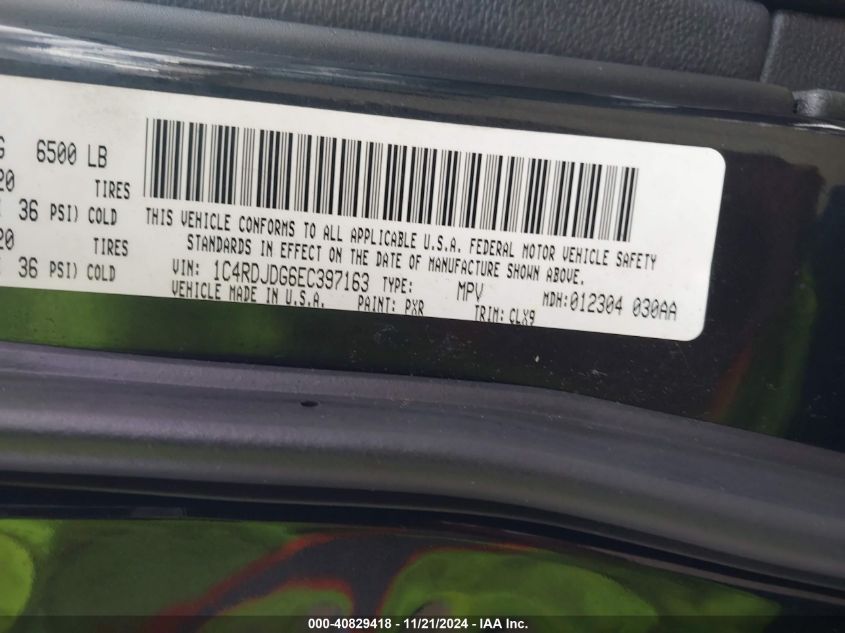 G 6500 LB
20 TIRES
36 PSI) COLD
20 TIRES
36 PSI) COLD
THIS VEHICLE CONFORMS TO ALL APPLICABLE U.S.A. FEDERAL MOTOR VEHICLE SAFETY
STANDARDS IN EFFECT ON THE DATE OF MANUFACTURE SHOWN ABOVE.
VIN: 1C4RDJDG6EC397163 TYPE: MPV MDH:012304 030AA
VEHICLE MADE IN U.S.A. PAINT: PXR TRIM: CLX9
000-40829418 - 11/21/2024 - IAA Inc.